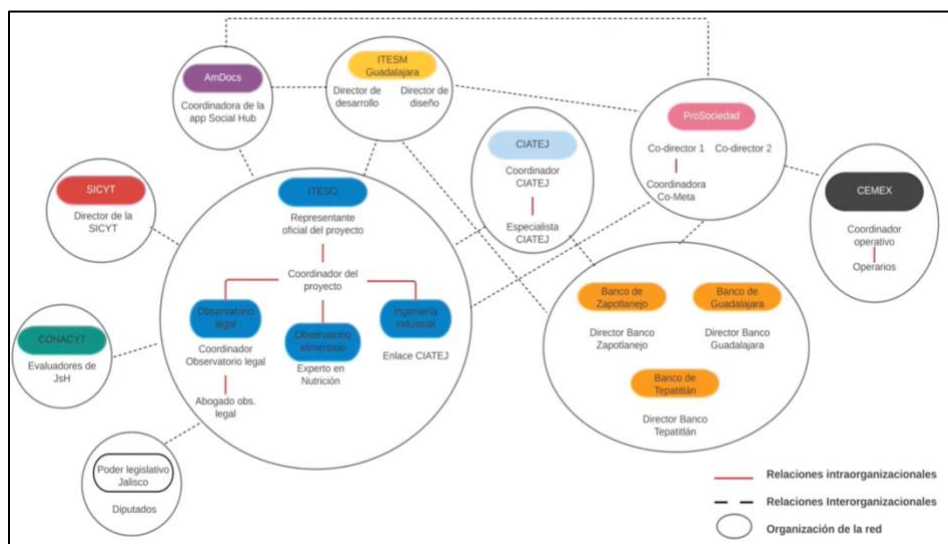 AmDocs
Coordinadora de la
app Social Hub
ITESM
Guadalajara
Director de
desarrollo
Director de
diseño
ProSociedad
Co-director 1
Co-director 2
Coordinadora
Co-Meta
CIATEJ
Coordinador
CIATEJ
Especialista
CIATEJ
CEMEX
Coordinador
operativo
Operarios
SICYT
Director de la
SICYT
ITESO
Representante
oficial del proyecto
Coordinador del
proyecto
Observatorio
legal
Coordinador
Observatorio legal
Abogado obs.
legal
Observatorio
alimenticio
Experto en
Nutrición
Ingeniería
industrial
Enlace CIATEJ
Banco de
Zapotlanejo
Director Banco
Zapotlanejo
Banco de
Guadalajara
Director Banco
Guadalajara
Banco de
Tepatitlán
Director Banco
Tepatitlán
CONACYT
Evaluadores de
JsH
Poder legislativo
Jalisco
Diputados
Relaciones intraorganizacionales
Relaciones Interorganizacionales
Organización de la red